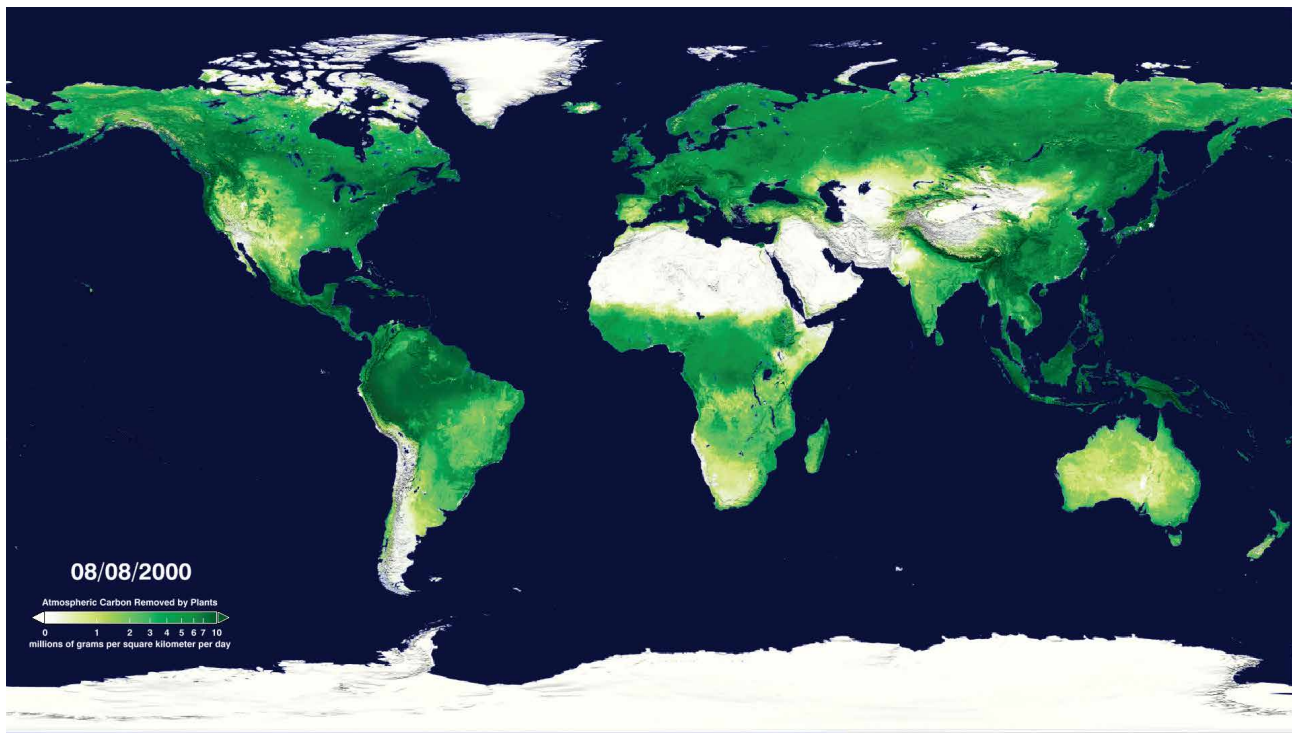 08/08/2000
Atmospheric Carbon Removed by Plants
0 1 2 3 4 5 6 7 10
millions of grams per square kilometer per day